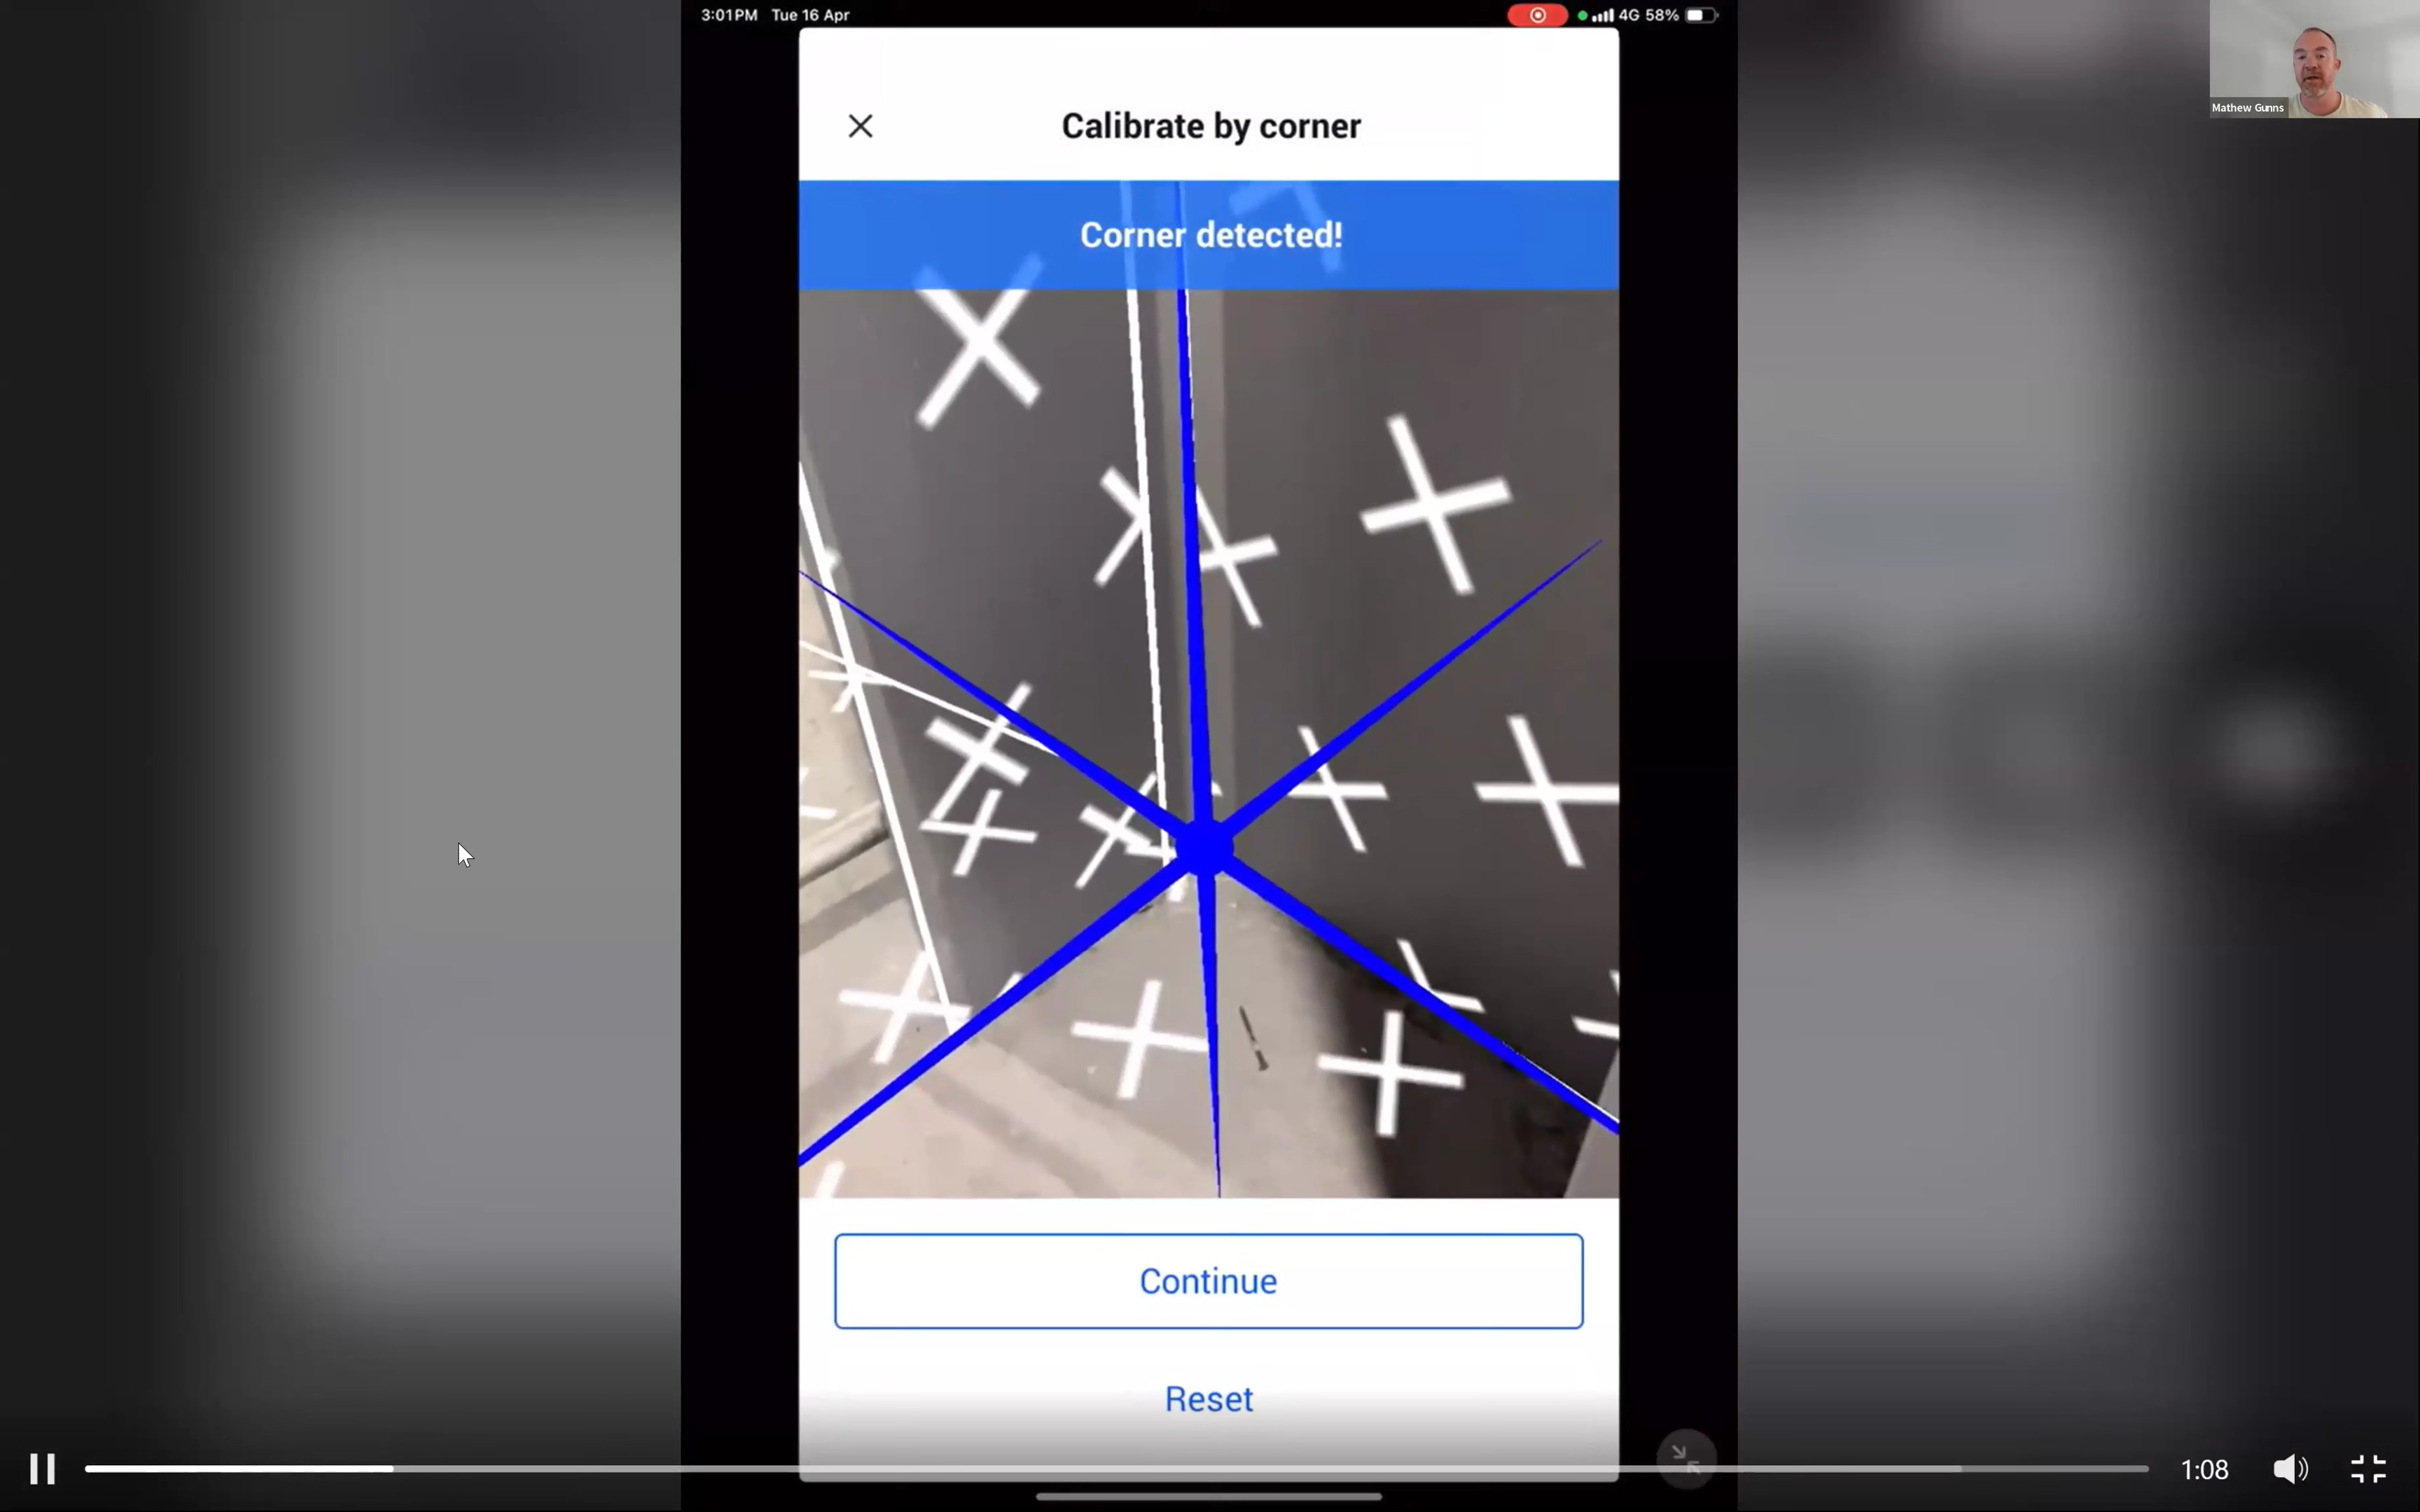 3:01PM Tue 16 Apr
4G 58%
Mathew Gunns
Calibrate by corner
Corner detected!
Continue
Reset
1:08